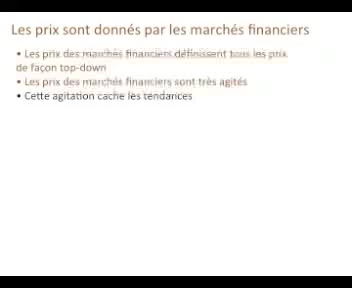 Les prix sont donnés par les marchés financiers
• Les prix des marchés financiers définissent tous les prix
de façon top-down
• Les prix des marchés financiers sont très agités
• Cette agitation cache les tendances